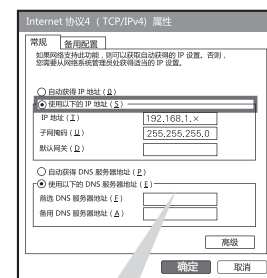 Internet 协议4 ( TCP/IPv4) 属性
常规 备用配置
如果网络支持此功能，则可以获取自动获得的 IP 设置。否则，
您需要从网络系统管理员处获得适当的 IP 设置。
自动获得 IP 地址 ( O )
使用以下的 IP 地址 ( S )
IP 地址 ( I ) 192.168.1.×
子网掩码 ( U ) 255.255.255.0
默认网关 ( D )
自动获得 DNS 服务器地址 ( P )
使用以下的 DNS 服务器地址 ( E )
首选 DNS 服务器地址 ( F )
备用 DNS 服务器地址 ( A )
高级
确定 取消